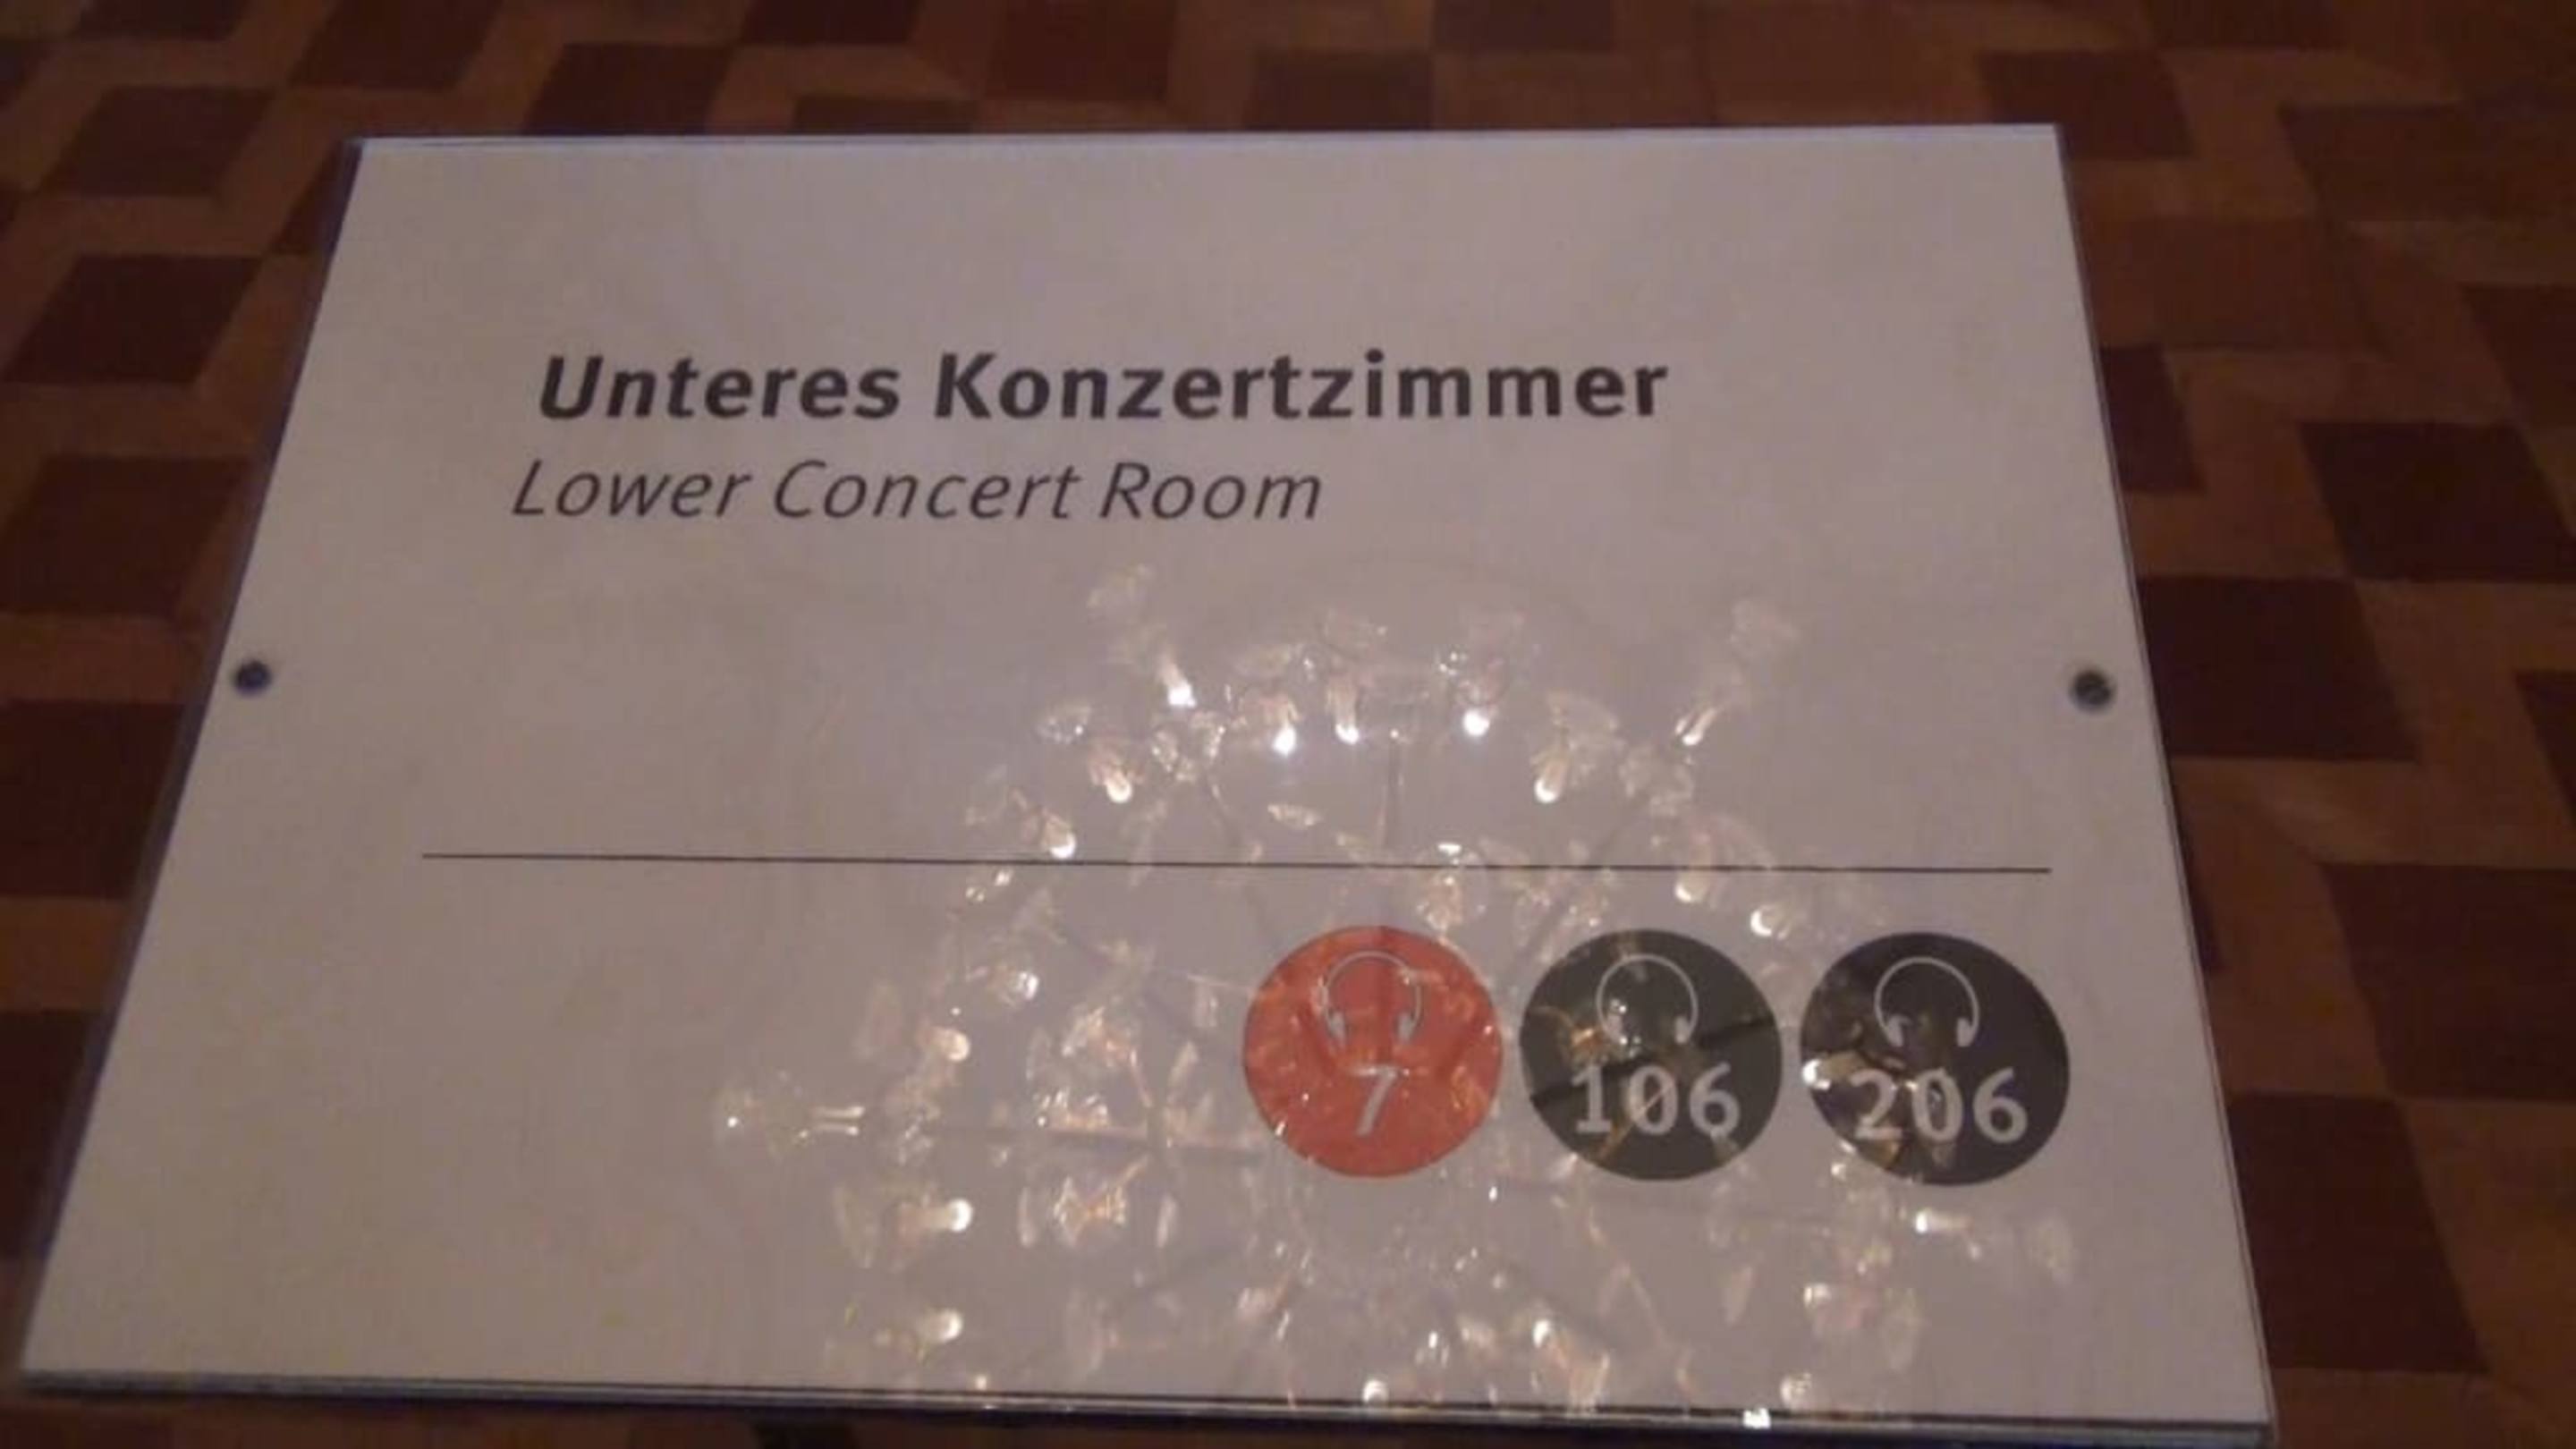 Unteres Konzertzimmer
Lower Concert Room
7 106 206